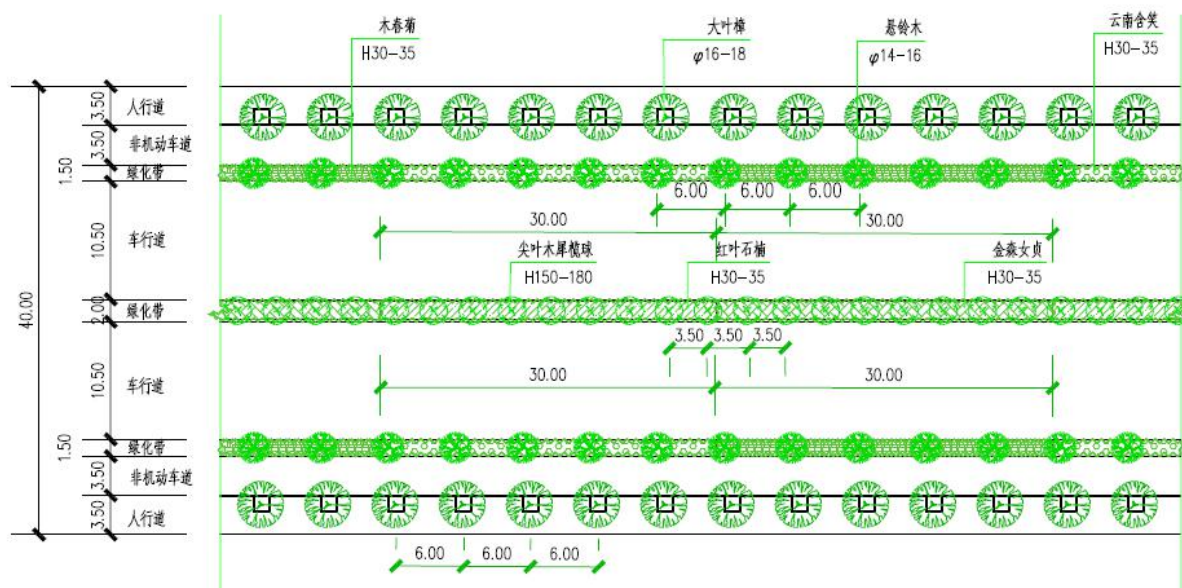 木春菊
H30-35
大叶樟
φ16-18
悬铃木
φ14-16
云南含笑
H30-35
3.50
人行道
3.50
非机动车道
1.50
绿化带
6.00
6.00
6.00
30.00
30.00
10.50
车行道
尖叶木犀榄球
H150-180
红叶石楠
H30-35
金森女贞
H30-35
40.00
2.00
绿化带
3.50
3.50
3.50
10.50
车行道
30.00
30.00
1.50
绿化带
3.50
非机动车道
3.50
人行道
6.00
6.00
6.00